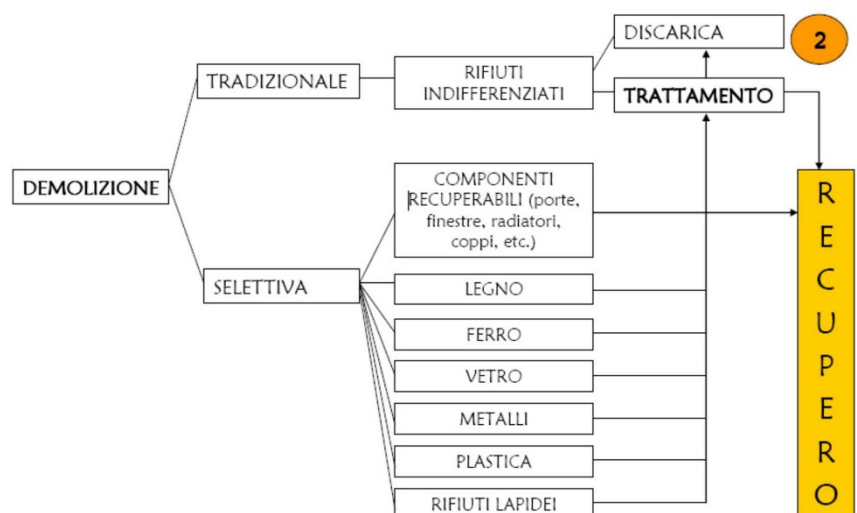 DISCARICA
2
TRADIZIONALE
RIFIUTI
INDIFFERENZIATI
TRATTAMENTO
DEMOLIZIONE
COMPONENTI
RECUPERABILI (porte,
finestre, radiatori,
coppi, etc.)
SELETTIVA
LEGNO
FERRO
VETRO
METALLI
PLASTICA
RIFIUTI LAPIDEI
R
E
C
U
P
E
R
O